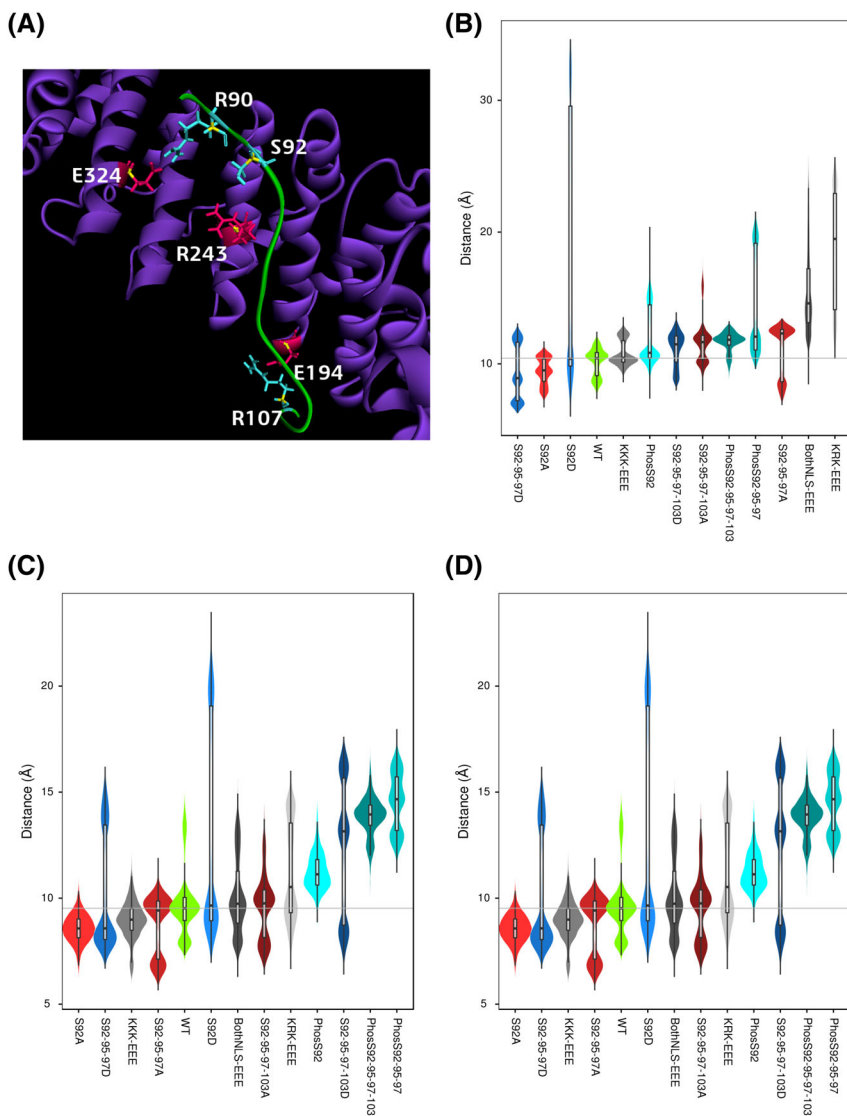 (A)
R90
S92
E324
R243
E194
R107
(B)
Distance (Å)
30
20
10
S92-95-97D
S92A
S92D
WT
KKK-EEE
PhosS92
S92-95-97-103D
S92-95-97-103A
PhosS92-95-97-103
PhosS92-95-97
S92-95-97A
BothNLS-EEE
KRK-EEE
(C)
Distance (Å)
20
15
10
5
S92A
S92-95-97D
KKK-EEE
S92-95-97A
WT
S92D
BothNLS-EEE
S92-95-97-103A
KRK-EEE
PhosS92
S92-95-97-103D
PhosS92-95-97-103
PhosS92-95-97
(D)
Distance (Å)
20
15
10
5
S92A
S92-95-97D
KKK-EEE
S92-95-97A
WT
S92D
BothNLS-EEE
S92-95-97-103A
KRK-EEE
PhosS92
S92-95-97-103D
PhosS92-95-97-103
PhosS92-95-97